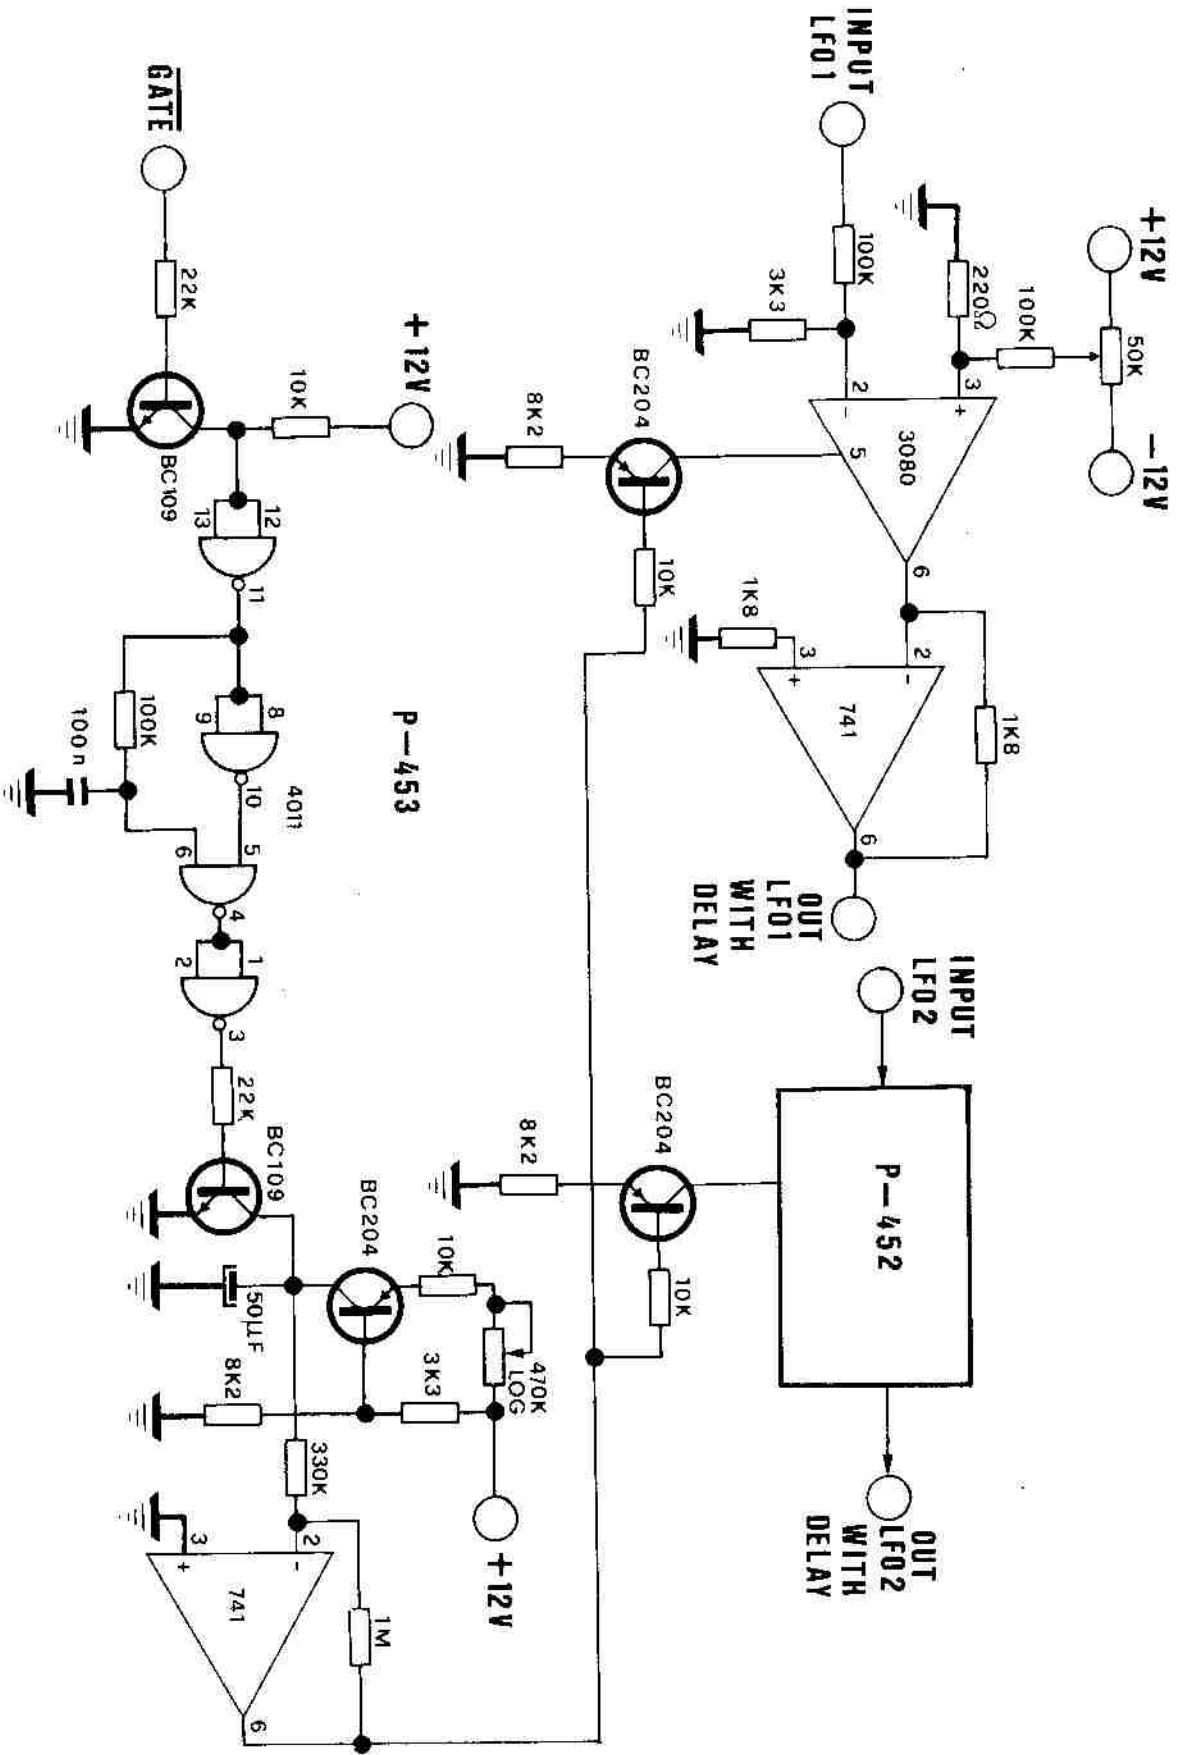 +12V
-12V
50K
INPUT
LFO1
100K
220Ω
100K
3K3
3
+
2
-
3080
5
6
BC204
8K2
10K
1K8
3
+
2
-
741
1K8
6
OUT
LFO1
WITH
DELAY
INPUT
LFO2
P-452
OUT
LFO2
WITH
DELAY
BC204
8K2
10K
P-453
GATE
22K
+12V
10K
BC109
12
13
11
8
9
10
4011
100K
100n
5
6
4
1
2
3
22K
BC109
BC204
10K
470K
LOG
3K3
+12V
50μF
8K2
330K
2
-
3
+
741
1M
6